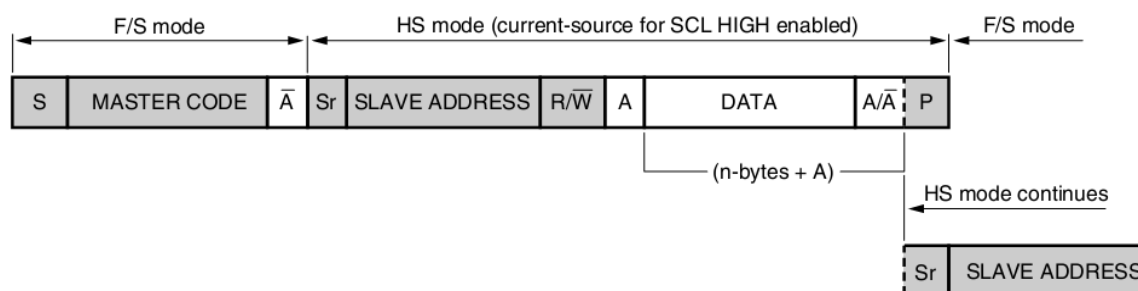 F/S mode HS mode (current-source for SCL HIGH enabled) F/S mode
S MASTER CODE A̅ Sr SLAVE ADDRESS R/W̅ A DATA A/A̅ P
(n-bytes + A)
HS mode continues
Sr SLAVE ADDRESS